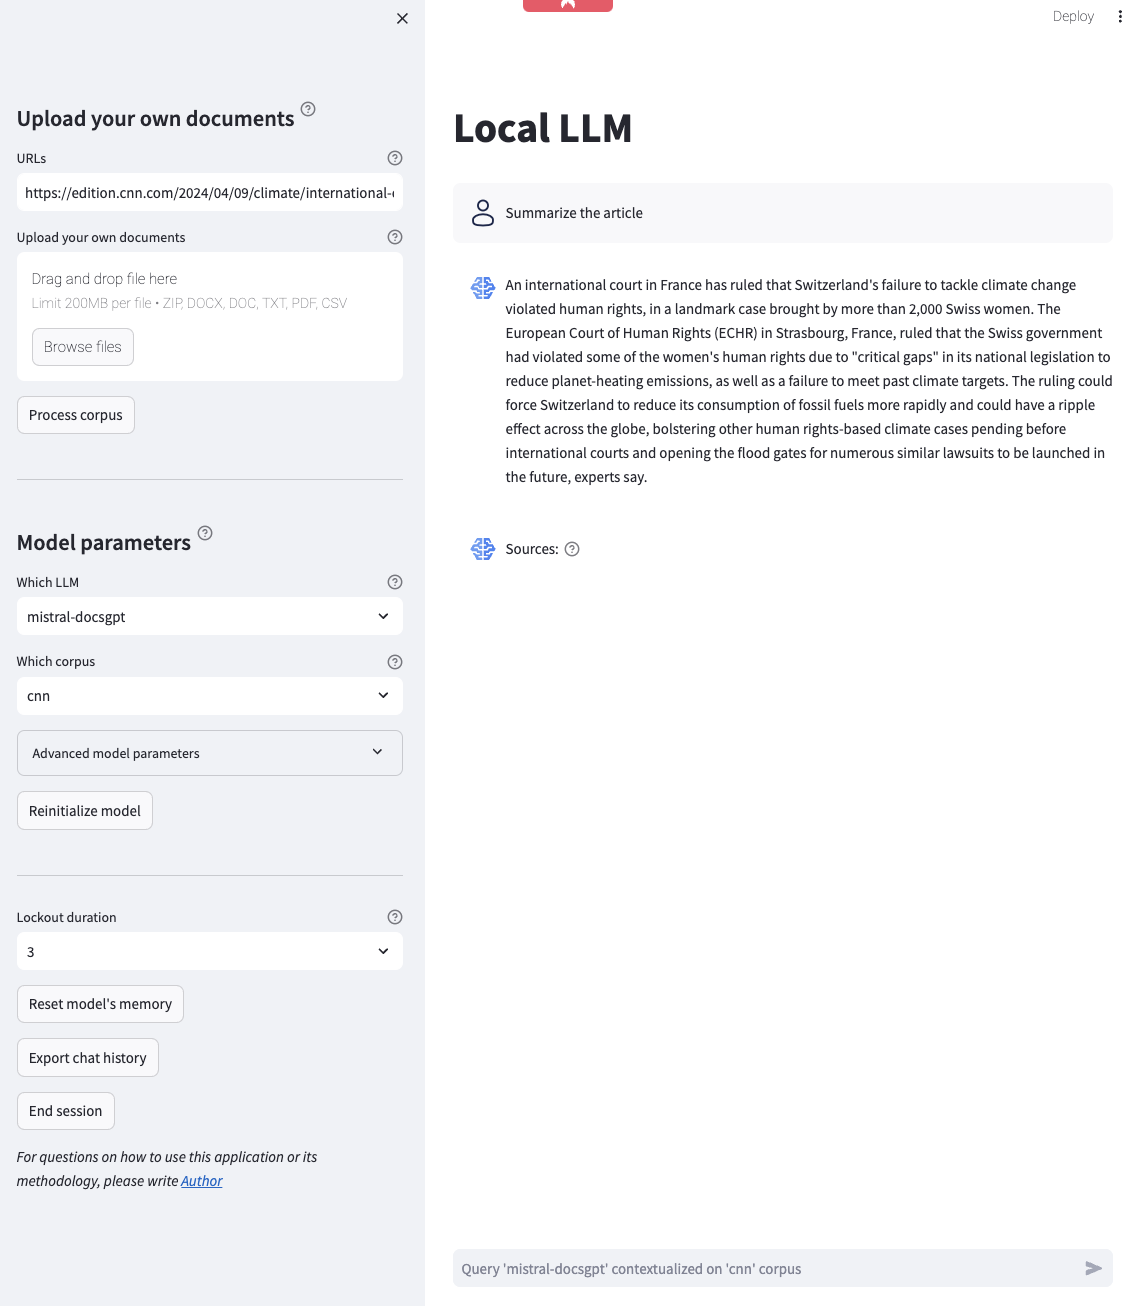 Upload your own documents
URLs
https://edition.cnn.com/2024/04/09/climate/international-
Upload your own documents
Drag and drop file here
Limit 200MB per file • ZIP, DOCX, DOC, TXT, PDF, CSV
Browse files
Process corpus
Model parameters
Which LLM
mistral-docsgpt
Which corpus
cnn
Advanced model parameters
Reinitialize model
Lockout duration
3
Reset model's memory
Export chat history
End session
For questions on how to use this application or its
methodology, please write Author
Deploy
Local LLM
Summarize the article
An international court in France has ruled that Switzerland's failure to tackle climate change
violated human rights, in a landmark case brought by more than 2,000 Swiss women. The
European Court of Human Rights (ECHR) in Strasbourg, France, ruled that the Swiss government
had violated some of the women's human rights due to "critical gaps" in its national legislation to
reduce planet-heating emissions, as well as a failure to meet past climate targets. The ruling could
force Switzerland to reduce its consumption of fossil fuels more rapidly and could have a ripple
effect across the globe, bolstering other human rights-based climate cases pending before
international courts and opening the flood gates for numerous similar lawsuits to be launched in
the future, experts say.
Sources:
Query 'mistral-docsgpt' contextualized on 'cnn' corpus